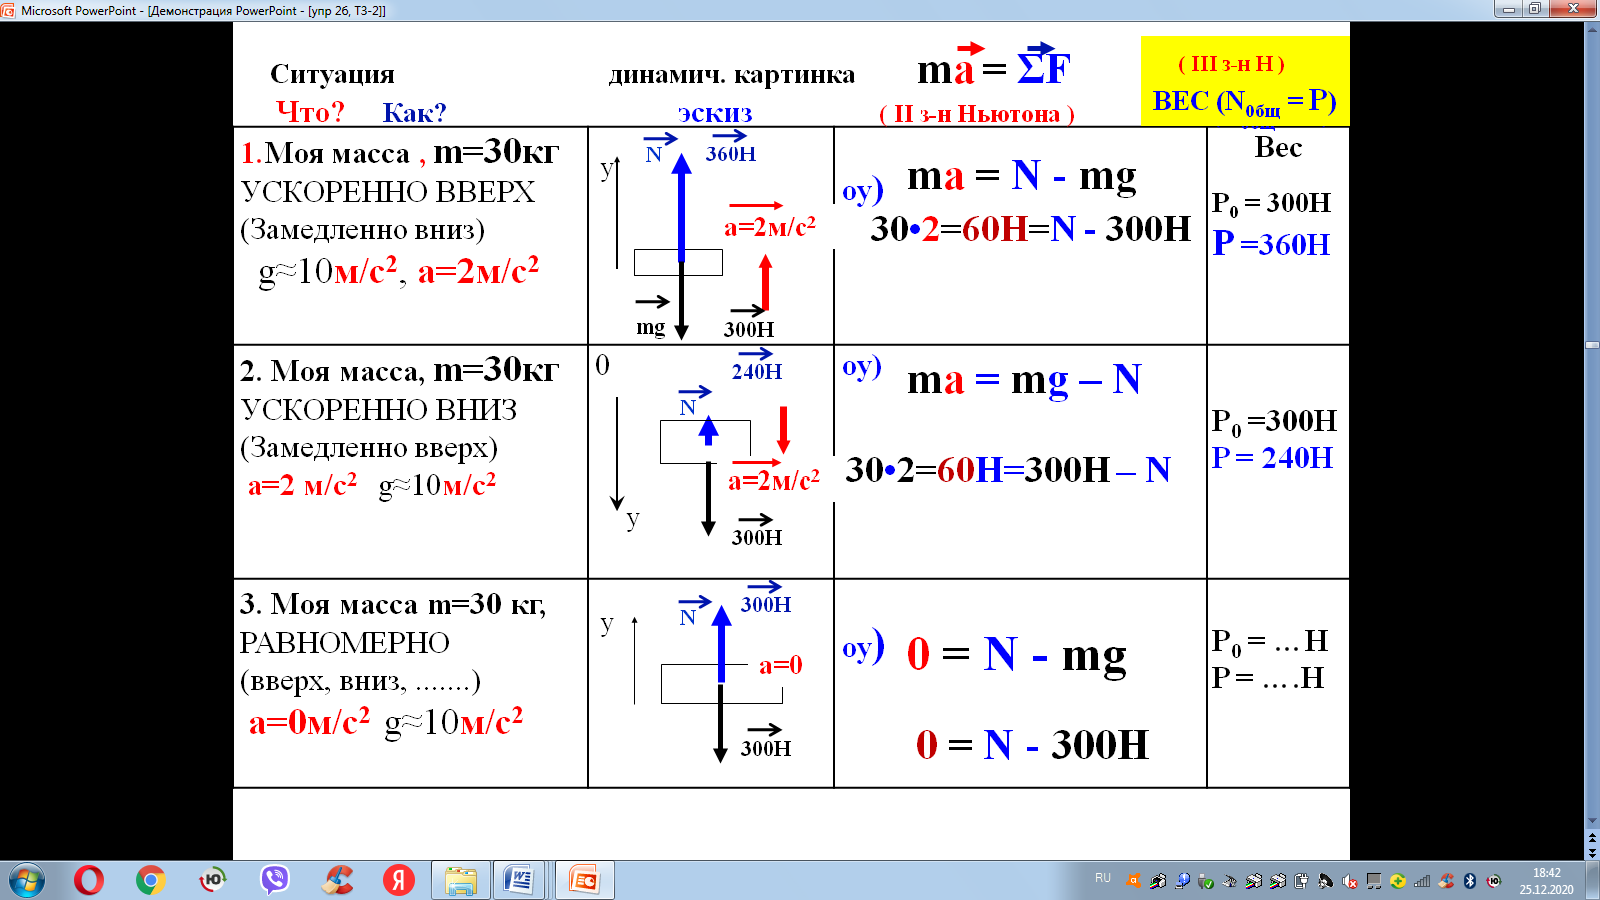 Microsoft PowerPoint - [Демонстрация PowerPoint - [упр 26, Т3-2]]
Ситуация
Что? Как?
динамич. картинка
эскиз
ma = ΣF
( II з-н Ньютона )
( III з-н Н )
ВЕС (Nобщ = P)
1.Моя масса , m=30кг
УСКОРЕННО ВВЕРХ
(Замедленно вниз)
g≈10м/с², a=2м/с²
y
N
360Н
a=2м/с²
mg
300Н
оу) ma = N - mg
30•2=60Н=N - 300Н
Вес
P₀ = 300Н
P =360Н
2. Моя масса, m=30кг
УСКОРЕННО ВНИЗ
(Замедленно вверх)
a=2 м/с² g≈10м/с²
0
240Н
N
a=2м/с²
y
300Н
оу) ma = mg – N
30•2=60Н=300Н – N
P₀ =300Н
P = 240Н
3. Моя масса m=30 кг,
РАВНОМЕРНО
(вверх, вниз, .......)
a=0м/с² g≈10м/с²
y
N
300Н
a=0
300Н
оу) 0 = N - mg
0 = N - 300Н
P₀ = … Н
P = ….Н
RU
18:42
25.12.2020